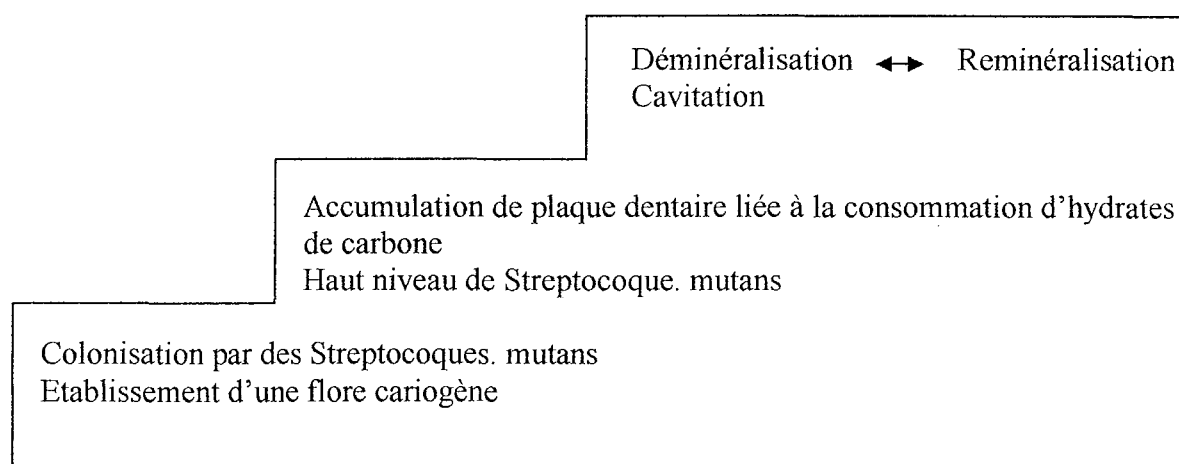 Déminéralisation ↔ Reminéralisation
Cavitation
Accumulation de plaque dentaire liée à la consommation d'hydrates
de carbone
Haut niveau de Streptocoque. mutans
Colonisation par des Streptocoques. mutans
Etablissement d'une flore cariogène